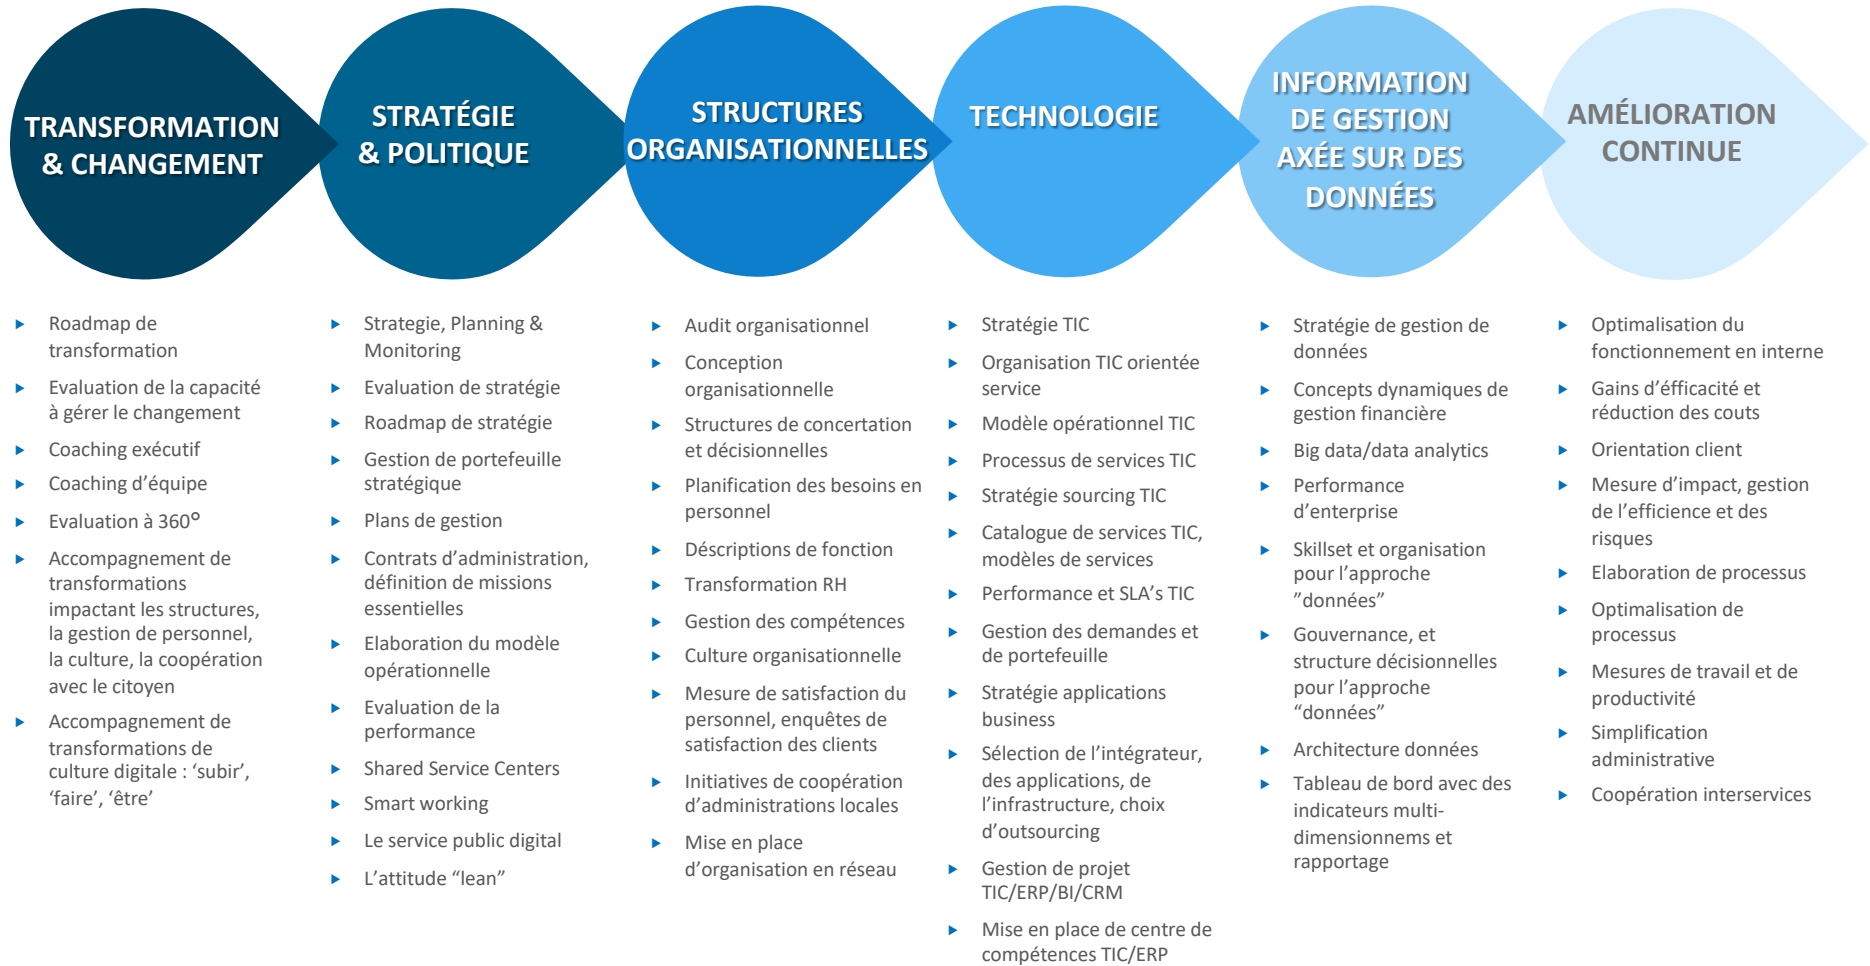 TRANSFORMATION
& CHANGEMENT
Roadmap de
transformation
Evaluation de la capacité
à gérer le changement
Coaching exécutif
Coaching d’équipe
Evaluation à 360°
Accompagnement de
transformations
impactant les structures,
la gestion de personnel,
la culture, la coopération
avec le citoyen
Accompagnement de
transformations de
culture digitale : ‘subir’,
‘faire’, ‘être’
STRATÉGIE
& POLITIQUE
Strategie, Planning &
Monitoring
Evaluation de stratégie
Roadmap de stratégie
Gestion de portefeuille
stratégique
Plans de gestion
Contrats d’administration,
définition de missions
essentielles
Elaboration du modèle
opérationnelle
Evaluation de la
performance
Shared Service Centers
Smart working
Le service public digital
L’attitude “lean”
STRUCTURES
ORGANISATIONNELLES
Audit organisationnel
Conception
organisationnelle
Structures de concertation
et décisionnelles
Planification des besoins en
personnel
Déscriptions de fonction
Transformation RH
Gestion des compétences
Culture organisationnelle
Mesure de satisfaction du
personnel, enquêtes de
satisfaction des clients
Initiatives de coopération
d’administrations locales
Mise en place
d’organisation en réseau
TECHNOLOGIE
Stratégie TIC
Organisation TIC orientée
service
Modèle opérationnel TIC
Processus de services TIC
Stratégie sourcing TIC
Catalogue de services TIC,
modèles de services
Performance et SLA’s TIC
Gestion des demandes et
de portefeuille
Stratégie applications
business
Sélection de l’intégrateur,
des applications, de
l’infrastructure, choix
d’outsourcing
Gestion de projet
TIC/ERP/BI/CRM
Mise en place de centre de
compétences TIC/ERP
INFORMATION
DE GESTION
AXÉE SUR DES
DONNÉES
Stratégie de gestion de
données
Concepts dynamiques de
gestion financière
Big data/data analytics
Performance
d’enterprise
Skillset et organisation
pour l’approche
”données”
Gouvernance, et
structure décisionnelles
pour l’approche
“données”
Architecture données
Tableau de bord avec des
indicateurs multi-
dimensionnems et
rapportage
AMÉLIORATION
CONTINUE
Optimalisation du
fonctionnement en interne
Gains d’éfficacité et
réduction des couts
Orientation client
Mesure d’impact, gestion
de l’efficience et des
risques
Elaboration de processus
Optimalisation de
processus
Mesures de travail et de
productivité
Simplification
administrative
Coopération interservices